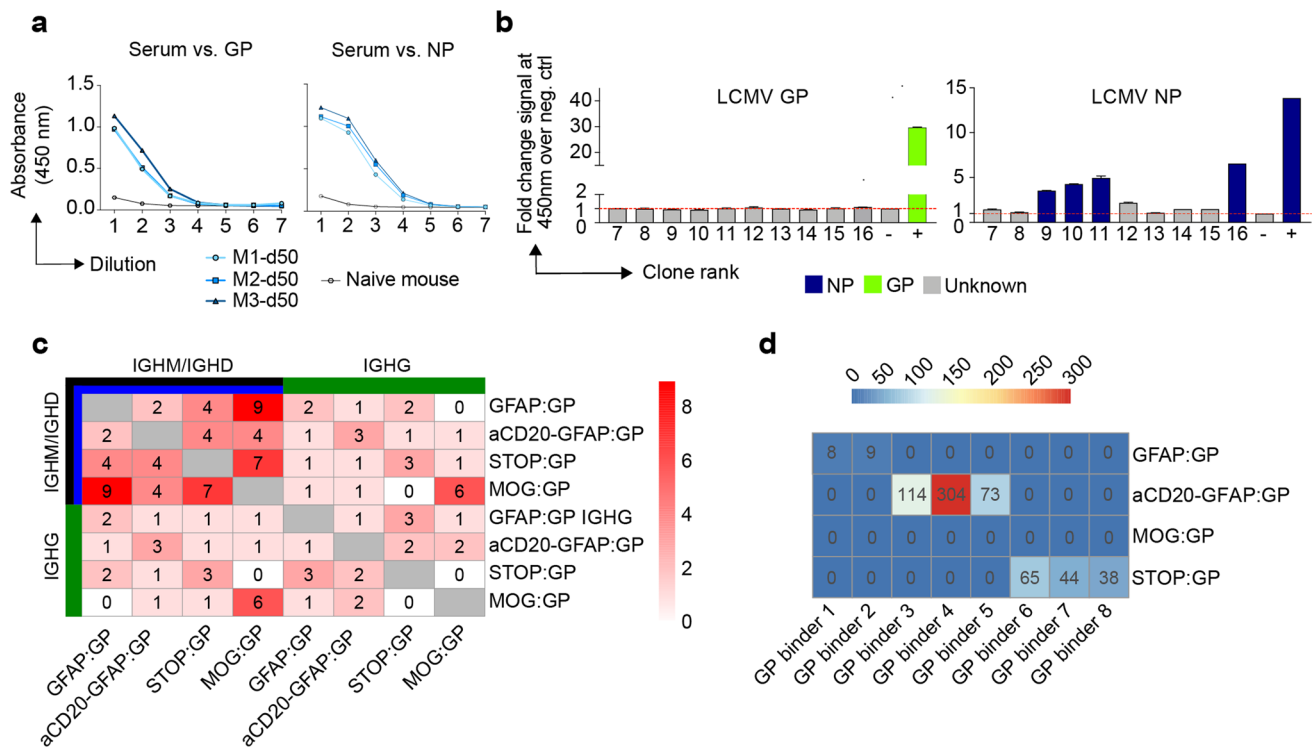 a
Serum vs. GP
Serum vs. NP
Absorbance
(450 nm)
1.5
1.0
0.5
0.0
1 2 3 4 5 6 7
1 2 3 4 5 6 7
Dilution
M1-d50
M2-d50
M3-d50
Naive mouse
b
Fold change signal at
450nm over neg. ctrl
LCMV GP
40
30
20
2
1
0
7 8 9 10 11 12 13 14 15 16 - +
LCMV NP
15
10
5
1
0
7 8 9 10 11 12 13 14 15 16 - +
Clone rank
NP GP Unknown
c
IGHM/IGHD IGHG
IGHM/IGHD
IGHG
2 4 9 2 1 2 0 GFAP:GP
2 4 4 1 3 1 1 aCD20-GFAP:GP
4 4 7 1 1 3 1 STOP:GP
9 4 7 1 1 0 6 MOG:GP
2 1 1 1 1 3 1 GFAP:GP IGHG
1 3 1 1 1 2 2 aCD20-GFAP:GP
2 1 3 0 3 2 0 STOP:GP
0 1 1 6 1 2 0 MOG:GP
GFAP:GP
aCD20-GFAP:GP
STOP:GP
MOG:GP
GFAP:GP
aCD20-GFAP:GP
STOP:GP
MOG:GP
8
6
4
2
0
d
0 50 100 150 200 250 300
8 9 0 0 0 0 0 0 GFAP:GP
0 0 114 304 73 0 0 0 aCD20-GFAP:GP
0 0 0 0 0 0 0 0 MOG:GP
0 0 0 0 0 65 44 38 STOP:GP
GP binder 1
GP binder 2
GP binder 3
GP binder 4
GP binder 5
GP binder 6
GP binder 7
GP binder 8